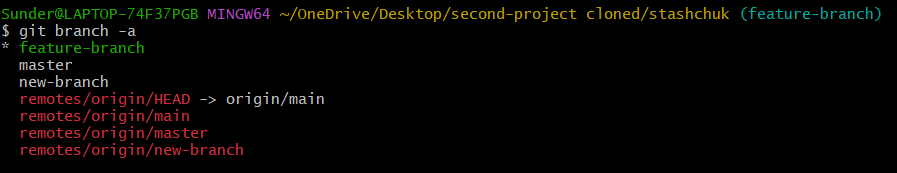 Sunder@LAPTOP-74F37PGB MINGW64 ~/OneDrive/Desktop/second-project cloned/stashchuk (feature-branch)
$ git branch -a
* feature-branch
  master
  new-branch
  remotes/origin/HEAD -> origin/main
  remotes/origin/main
  remotes/origin/master
  remotes/origin/new-branch